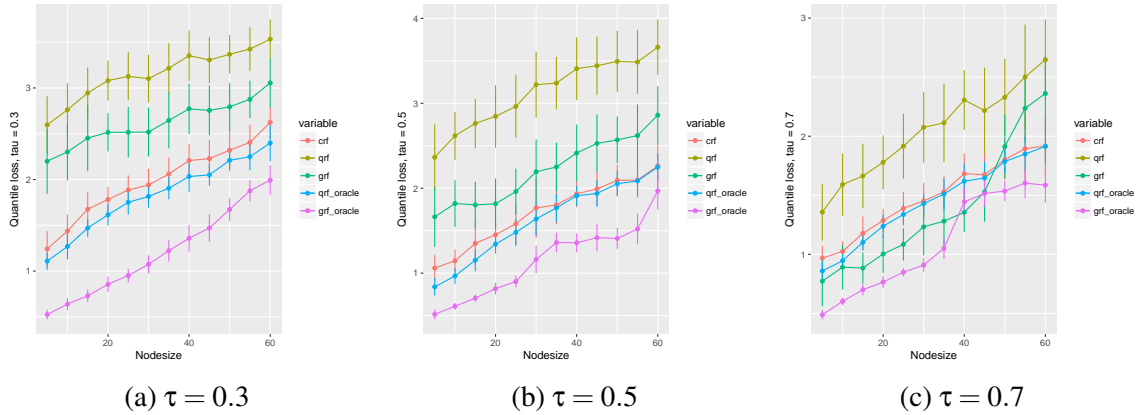 Quantile loss, tau = 0.3
3
2
1
20
40
60
Nodesize
variable
crf
qrf
grf
qrf_oracle
grf_oracle
(a) τ = 0.3
Quantile loss, tau = 0.5
4
3
2
1
20
40
60
Nodesize
variable
crf
qrf
grf
qrf_oracle
grf_oracle
(b) τ = 0.5
Quantile loss, tau = 0.7
3
2
1
20
40
60
Nodesize
variable
crf
qrf
grf
qrf_oracle
grf_oracle
(c) τ = 0.7